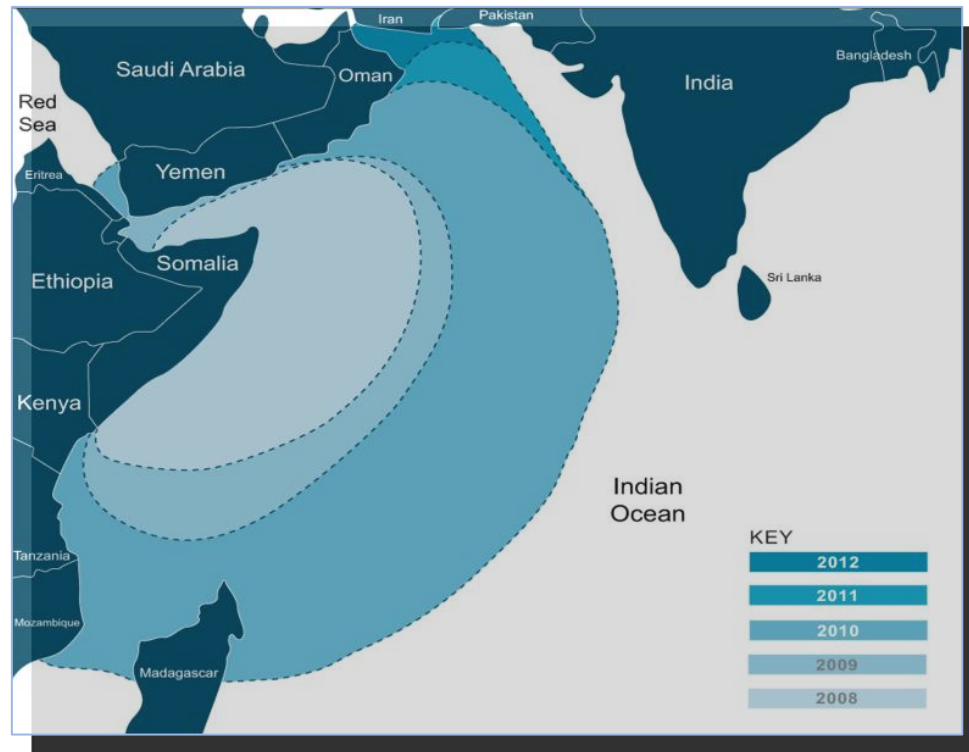 Iran
Pakistan
Saudi Arabia
Oman
India
Bangladesh
Red
Sea
Eritrea
Yemen
Ethiopia
Somalia
Sri Lanka
Kenya
Indian
Ocean
KEY
2012
2011
2010
2009
2008
Tanzania
Mozambique
Madagascar